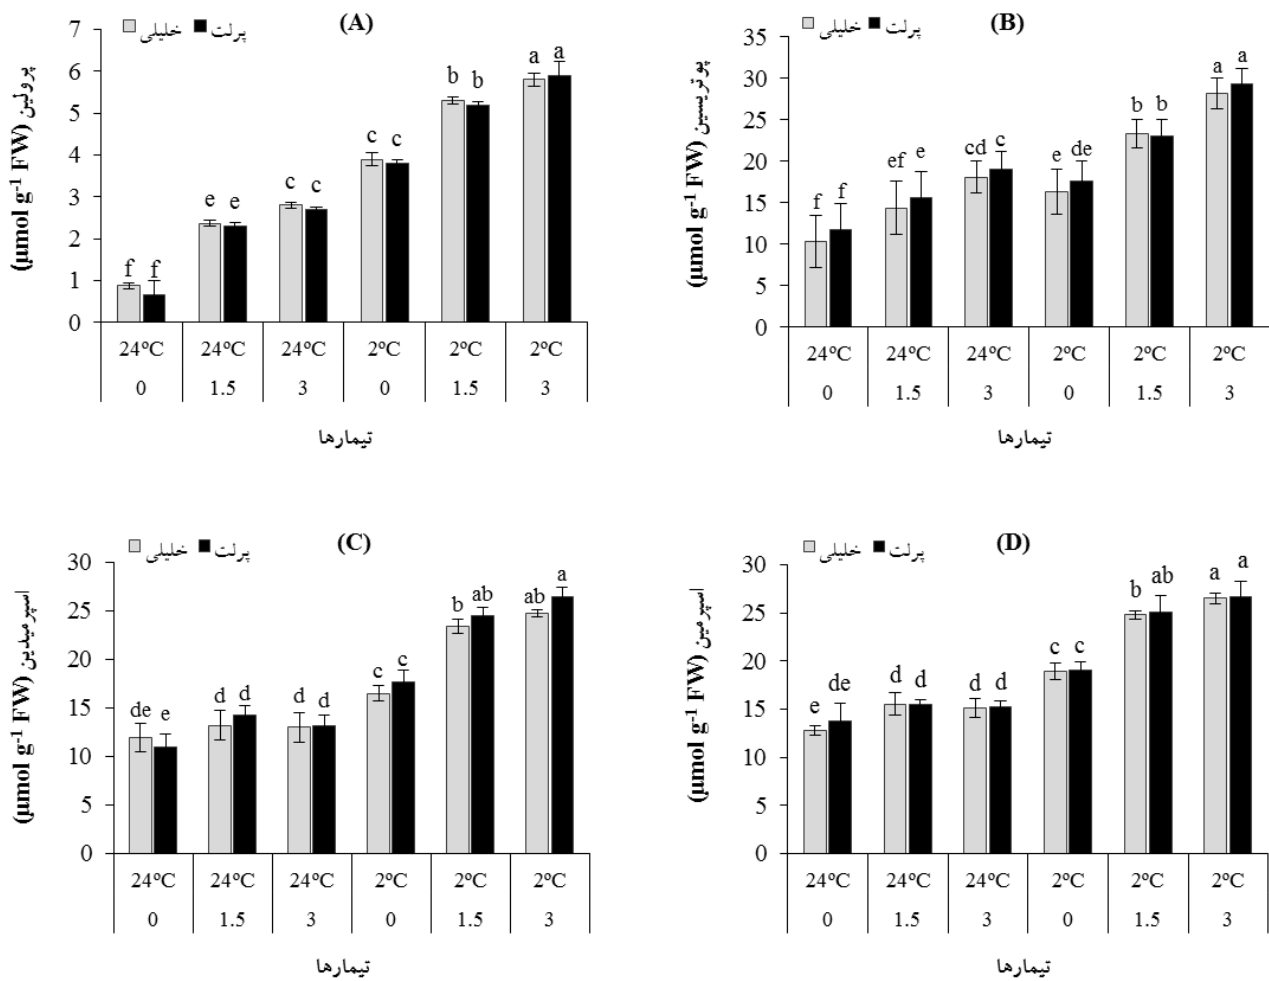 (A)
خلیلی پرلت
پرولین (µmol g⁻¹ FW)
7
6
5
4
3
2
1
0
f f e e c c c c b b a a
24ºC 24ºC 24ºC 2ºC 2ºC 2ºC
0 1.5 3 0 1.5 3
تیمارها
(B)
خلیلی پرلت
پوتریسین (µmol g⁻¹ FW)
35
30
25
20
15
10
5
0
f f ef e cd c e de b b a a
24ºC 24ºC 24ºC 2ºC 2ºC 2ºC
0 1.5 3 0 1.5 3
تیمارها
(C)
خلیلی پرلت
اسپرمیدین (µmol g⁻¹ FW)
30
25
20
15
10
5
0
de e d d d d c c b ab ab a
24ºC 24ºC 24ºC 2ºC 2ºC 2ºC
0 1.5 3 0 1.5 3
تیمارها
(D)
خلیلی پرلت
اسپرمین (µmol g⁻¹ FW)
30
25
20
15
10
5
0
e de d d d d c c b ab a a
24ºC 24ºC 24ºC 2ºC 2ºC 2ºC
0 1.5 3 0 1.5 3
تیمارها